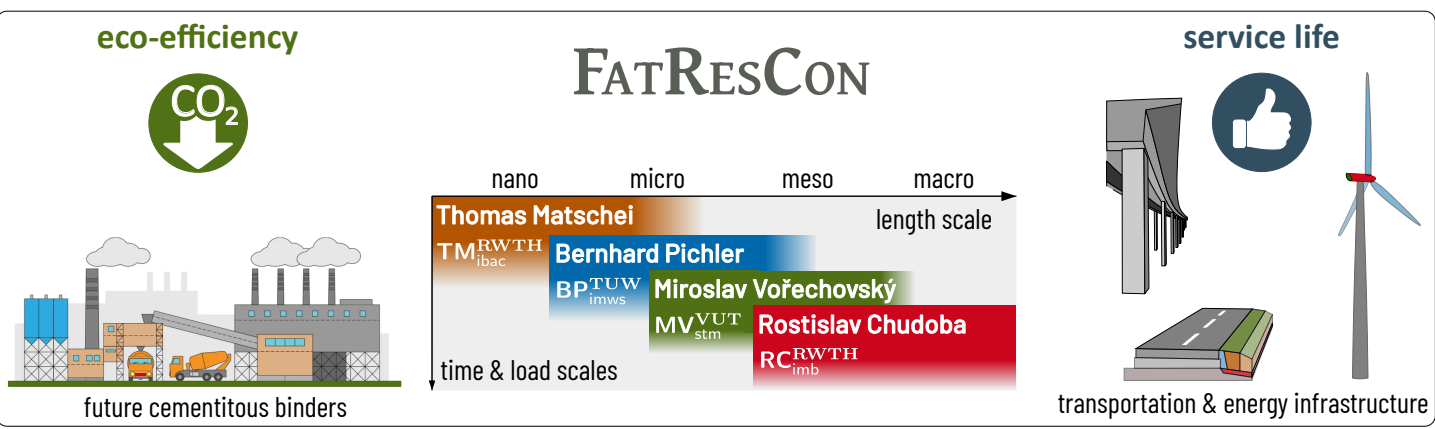 eco-efficiency
CO2
future cementitous binders
FATRESCON
nano micro meso macro
length scale
Thomas Matschei
TM RWTH ibac
Bernhard Pichler
BP TUW imws
Miroslav Vořechovský
MV VUT stm
Rostislav Chudoba
RC RWTH imb
time & load scales
service life
transportation & energy infrastructure